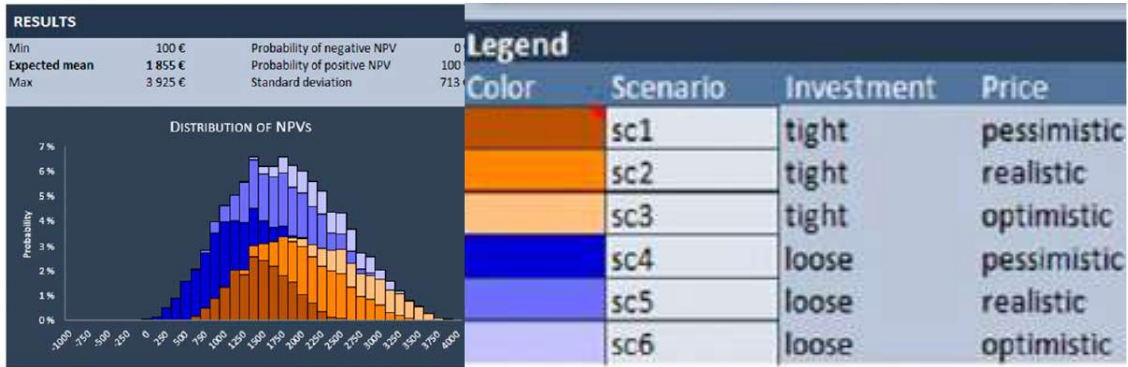 RESULTS
Min 100 € Probability of negative NPV 0
Expected mean 1 855 € Probability of positive NPV 100
Max 3 925 € Standard deviation 713
DISTRIBUTION OF NPVS
7%
6%
5%
4%
3%
2%
1%
0%
Probability
-1000 -750 -500 -250 0 250 500 750 1000 1250 1500 1750 2000 2250 2500 2750 3000 3250 3500 3750 4000
Legend
Color Scenario Investment Price
sc1 tight pessimistic
sc2 tight realistic
sc3 tight optimistic
sc4 loose pessimistic
sc5 loose realistic
sc6 loose optimistic